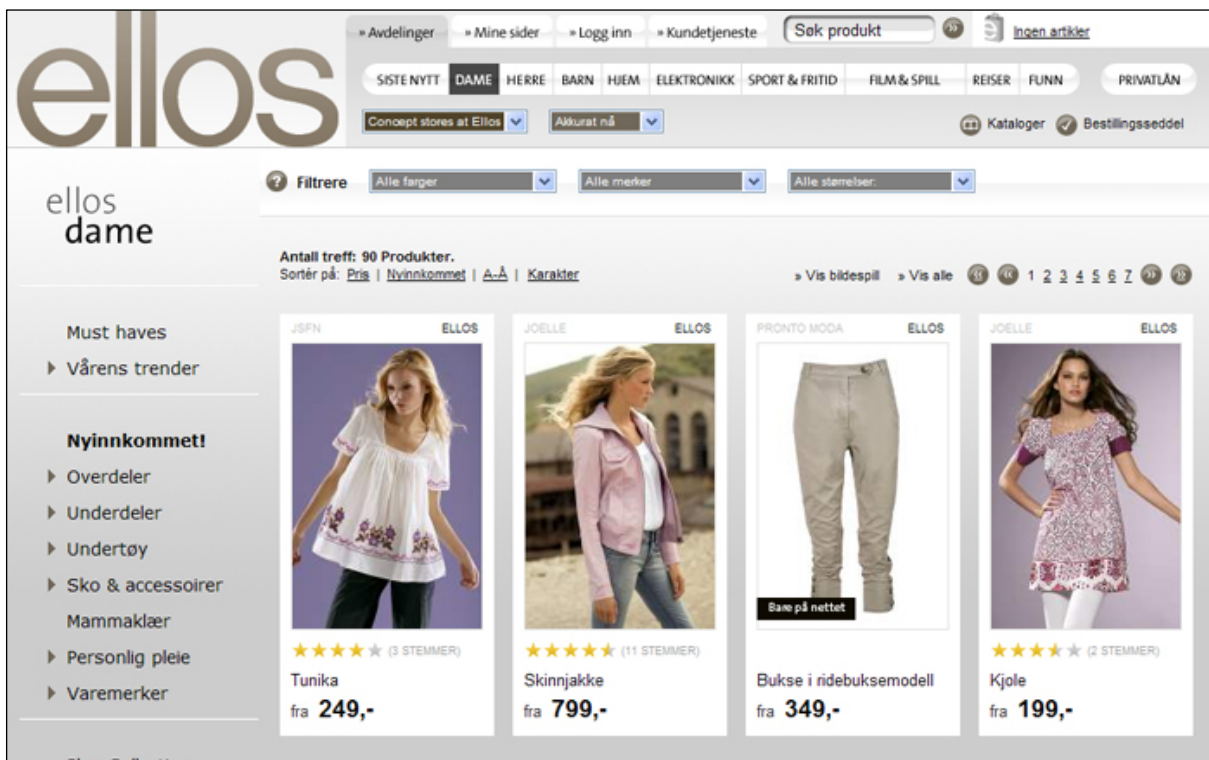 ellos
» Avdelinger » Mine sider » Logg inn » Kundetjeneste Søk produkt Ingen artikler
SISTE NYTT DAME HERRE BARN HJEM ELEKTRONIKK SPORT & FRITID FILM & SPILL REISER FUNN PRIVATLÅN
Concept stores at Ellos Akkurat nå Kataloger Bestillingsseddel
ellos
dame
? Filtrere Alle farger Alle merker Alle størrelser:
Antall treff: 90 Produkter.
Sortér på: Pris | Nyinnkommet | A-Å | Karakter » Vis bildespill » Vis alle 1 2 3 4 5 6 7
Must haves
Vårens trender
Nyinnkommet!
Overdeler
Underdeler
Undertøy
Sko & accessoirer
Mammaklær
Personlig pleie
Varemerker
JSFN ELLOS
(3 STEMMER)
Tunika
fra 249,-
JOELLE ELLOS
(11 STEMMER)
Skinnjakke
fra 799,-
PRONTO MODA ELLOS
Bare på nettet
Bukse i ridebuksemodell
fra 349,-
JOELLE ELLOS
(2 STEMMER)
Kjole
fra 199,-